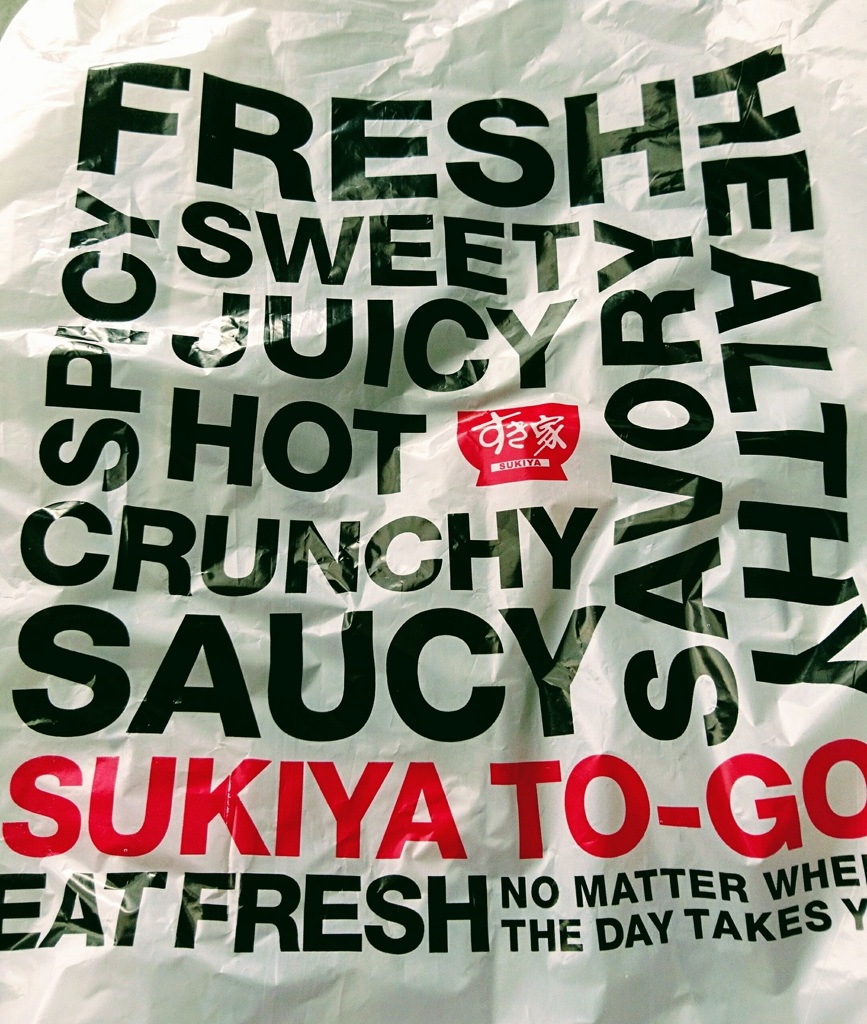 FRESH
HEALTHY
SPICY
SWEET
SAVORY
JUICY
HOT
すき家
SUKIYA
CRUNCHY
SAUCY
SUKIYA TO-GO
EAT FRESH
NO MATTER WHE
THE DAY TAKES Y